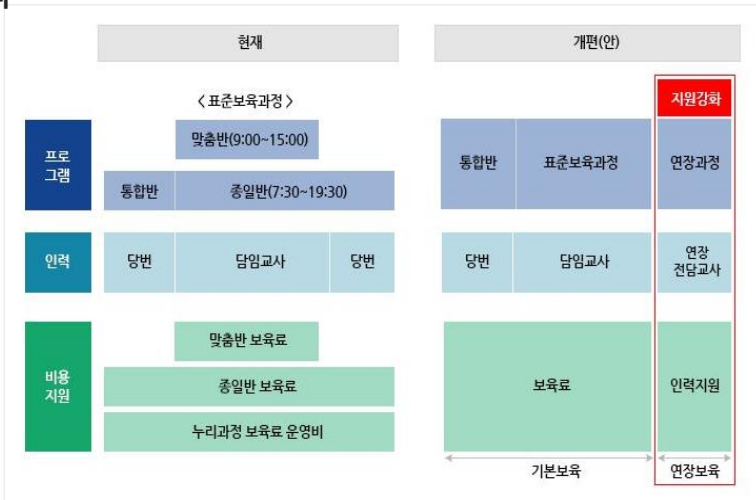 현재
개편(안)
< 표준보육과정 >
지원강화
프로
그램
맞춤반(9:00~15:00)
통합반
종일반(7:30~19:30)
통합반
표준보육과정
연장과정
인력
당번
담임교사
당번
당번
담임교사
연장
전담교사
비용
지원
맞춤반 보육료
종일반 보육료
누리과정 보육료 운영비
보육료
인력지원
기본보육
연장보육